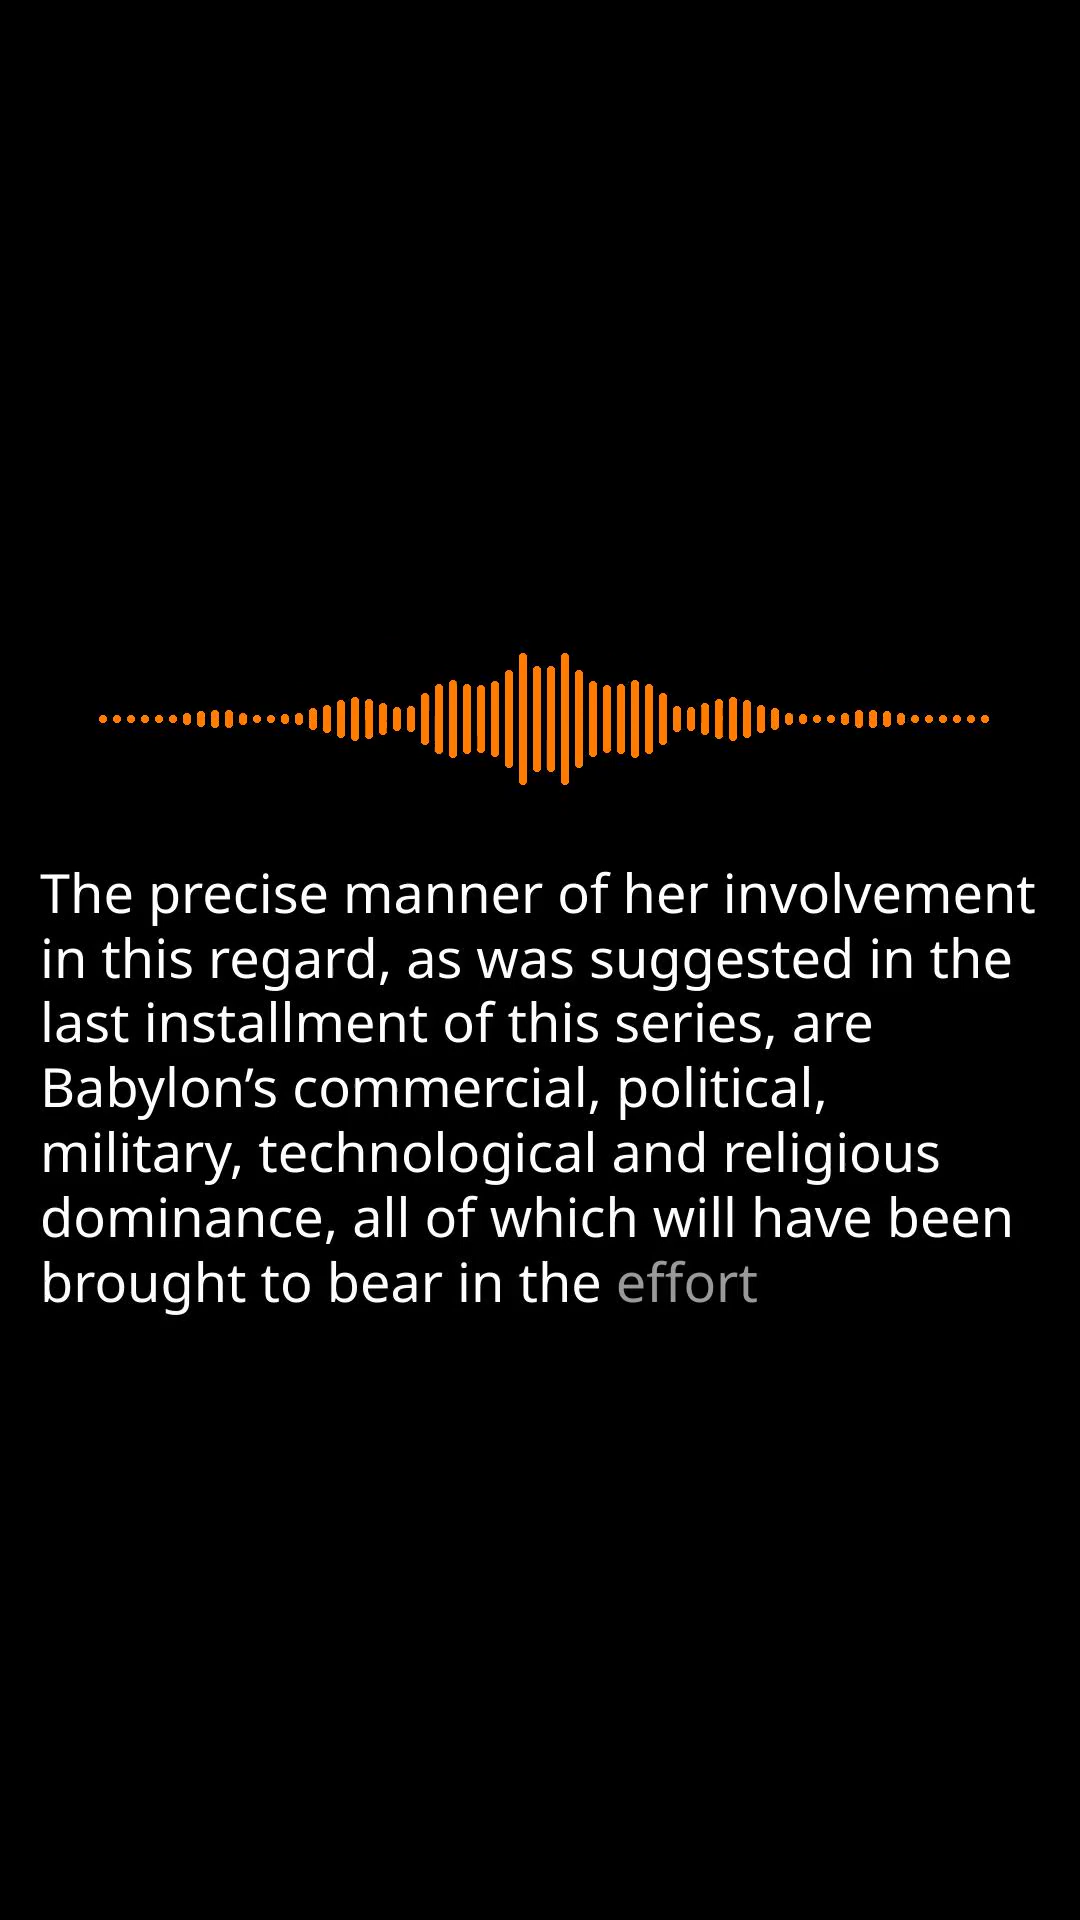 The precise manner of her involvement
in this regard, as was suggested in the
last installment of this series, are
Babylon’s commercial, political,
military, technological and religious
dominance, all of which will have been
brought to bear in the effort